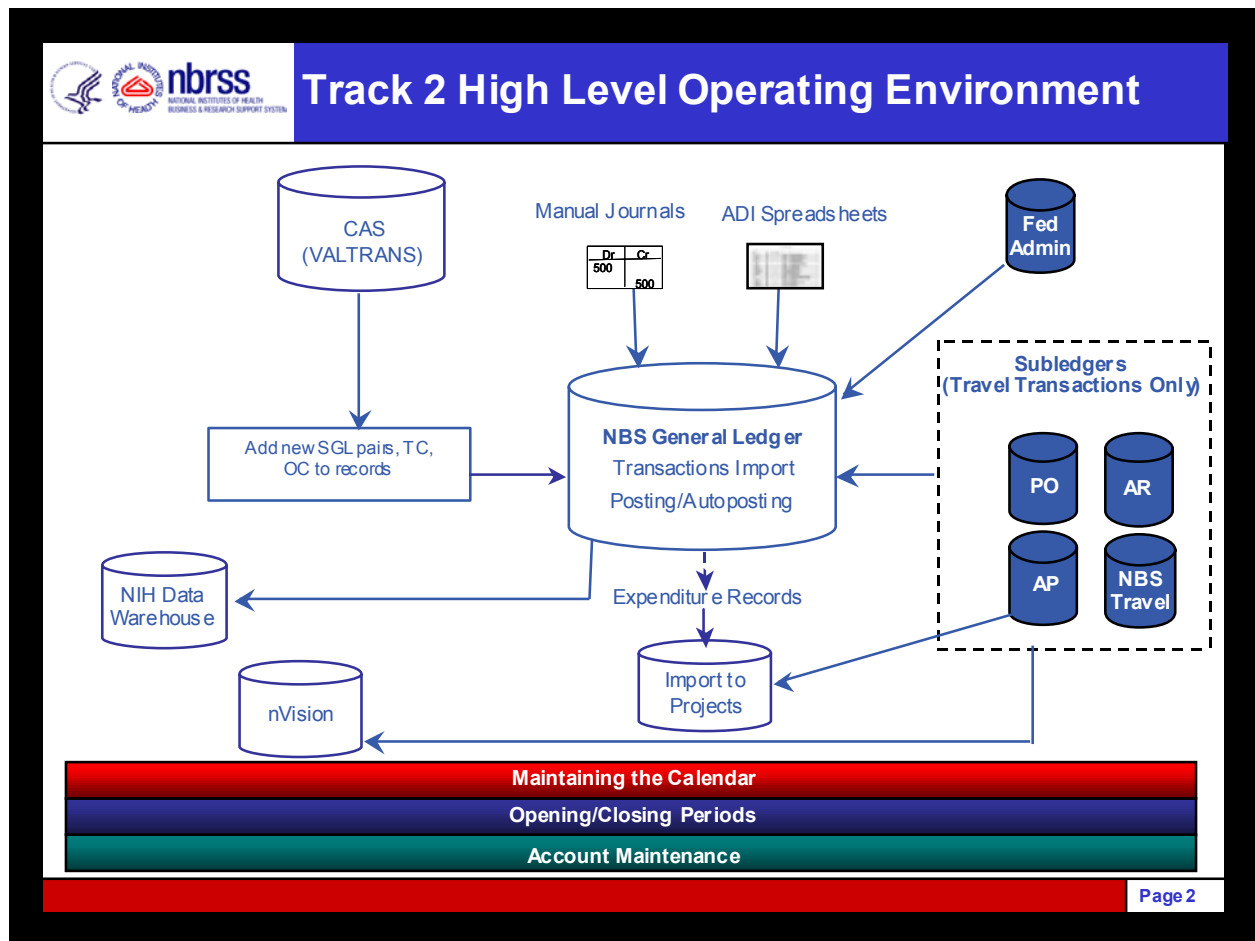 nbrss
NATIONAL INSTITUTES OF HEALTH
BUSINESS & RESEARCH SUPPORT SYSTEM
NATIONAL INSTITUTES
OF HEALTH
Track 2 High Level Operating Environment
CAS
(VALTRANS)
Manual Journals
Dr Cr
500
500
ADI Spreadsheets
Fed
Admin
Subledgers
(Travel Transactions Only)
PO
AR
AP
NBS
Travel
Add new SGL pairs, TC,
OC to records
NBS General Ledger
Transactions Import
Posting/Autoposting
NIH Data
Warehouse
Expenditure Records
Import to
Projects
nVision
Maintaining the Calendar
Opening/Closing Periods
Account Maintenance
Page 2